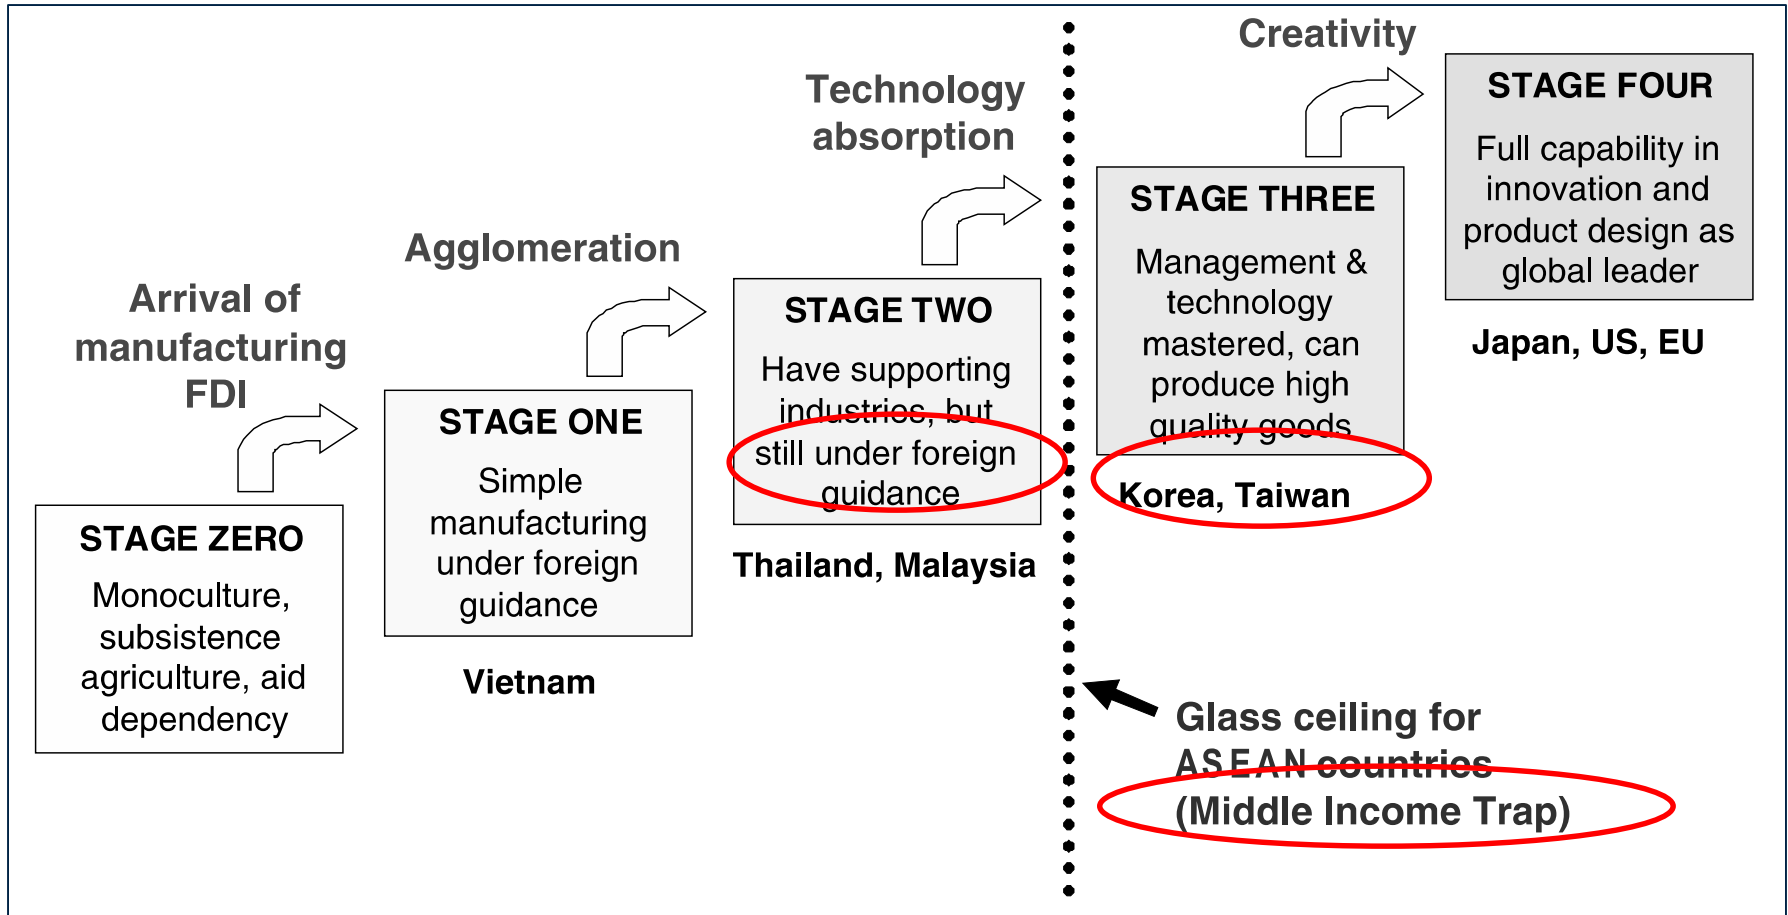 Arrival of
manufacturing
FDI
STAGE ZERO
Monoculture,
subsistence
agriculture, aid
dependency
Agglomeration
STAGE ONE
Simple
manufacturing
under foreign
guidance
Vietnam
Technology
absorption
STAGE TWO
Have supporting
industries, but
still under foreign
guidance
Thailand, Malaysia
Creativity
STAGE THREE
Management &
technology
mastered, can
produce high
quality goods
Korea, Taiwan
STAGE FOUR
Full capability in
innovation and
product design as
global leader
Japan, US, EU
Glass ceiling for
ASEAN countries
(Middle Income Trap)